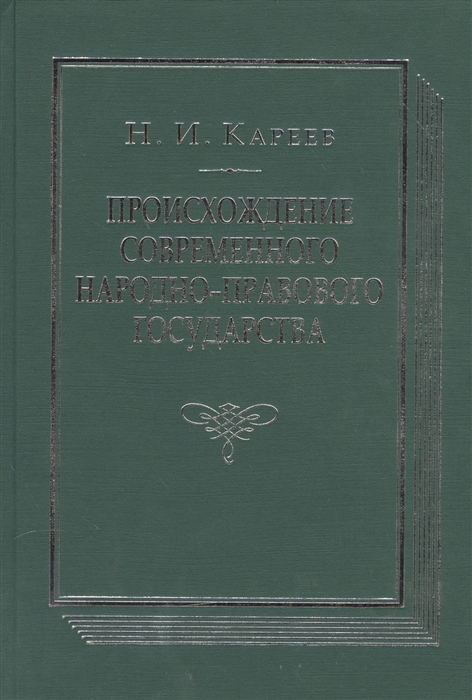 Н. И. Кареев
ПРОИСХОЖДЕНИЕ
СОВРЕМЕННОГО
НАРОДНО-ПРАВОВОГО
ГОСУДАРСТВА